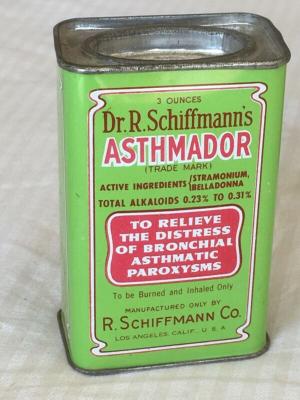 3 OUNCES
Dr. R. Schiffmann's
ASTHMADOR
(TRADE MARK)
ACTIVE INGREDIENTS {STRAMONIUM,
BELLADONNA
TOTAL ALKALOIDS 0.23% TO 0.31%
TO RELIEVE
THE DISTRESS
OF BRONCHIAL
ASTHMATIC
PAROXYSMS
To be Burned and Inhaled Only
MANUFACTURED ONLY BY
R. SCHIFFMANN CO.
LOS ANGELES, CALIF., U. S. A.